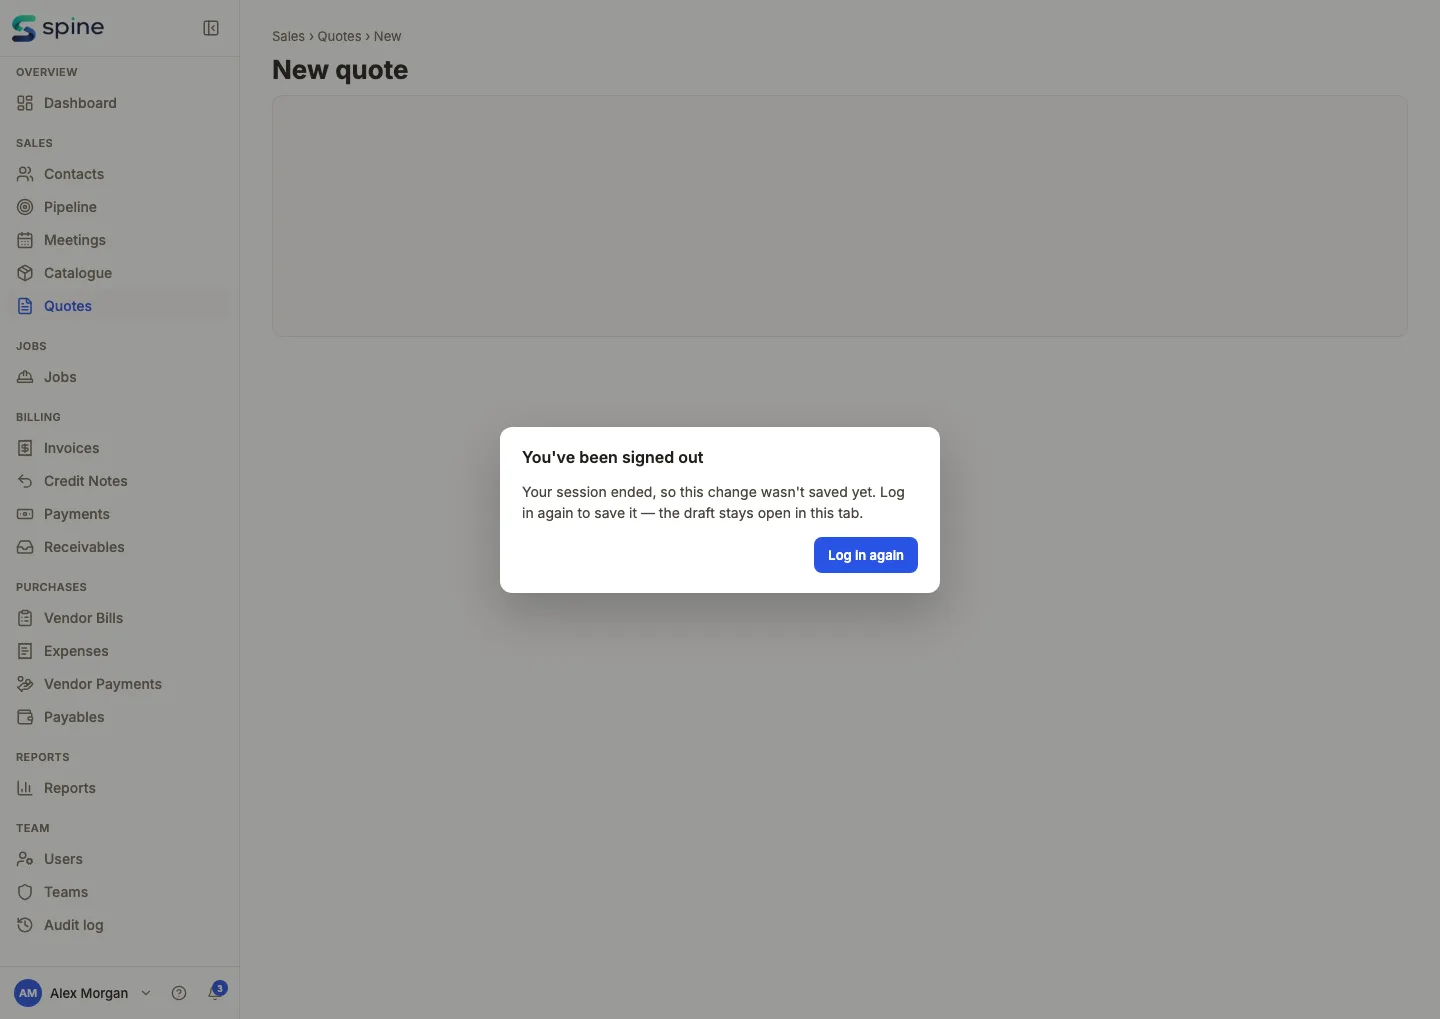 spine
OVERVIEW
Dashboard
SALES
Contacts
Pipeline
Meetings
Catalogue
Quotes
JOBS
Jobs
BILLING
Invoices
Credit Notes
Payments
Receivables
PURCHASES
Vendor Bills
Expenses
Vendor Payments
Payables
REPORTS
Reports
TEAM
Users
Teams
Audit log
AM Alex Morgan 3
Sales › Quotes › New
New quote
You've been signed out
Your session ended, so this change wasn't saved yet. Log
in again to save it — the draft stays open in this tab.
Log in again